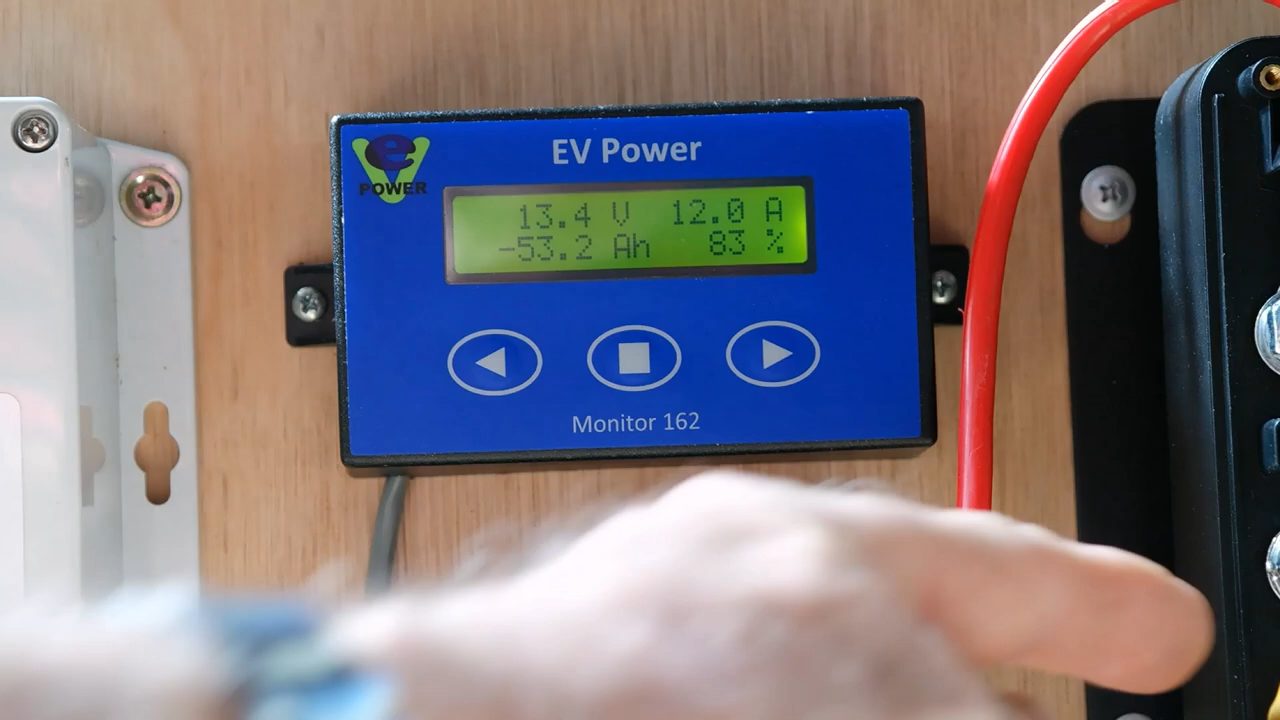 EV Power
e
POWER
13.4 V 12.0 A
-53.2 Ah 83 %
Monitor 162